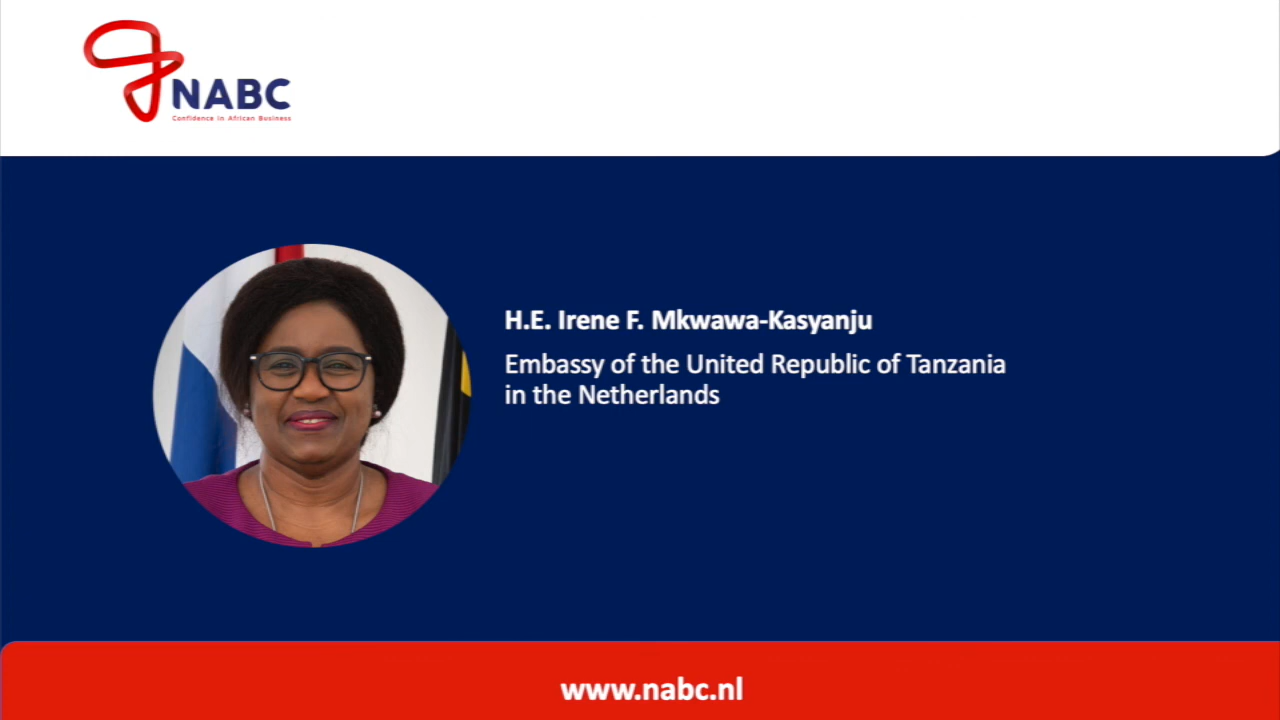 NABC
Confidence in African Business
H.E. Irene F. Mkwawa-Kasyanju
Embassy of the United Republic of Tanzania
in the Netherlands
www.nabc.nl